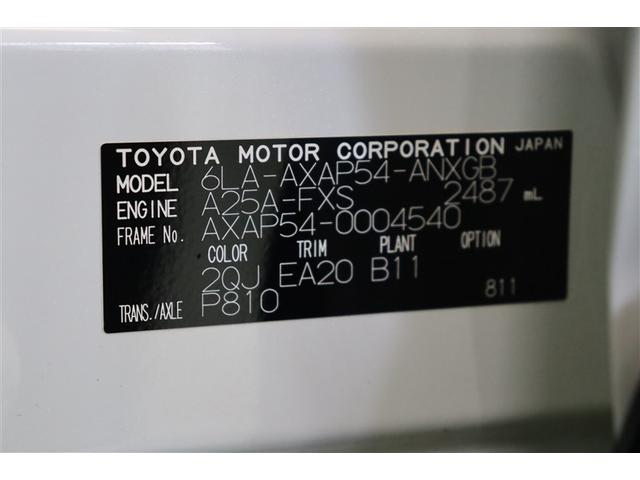 TOYOTA MOTOR CORPORATION JAPAN
MODEL 6LA-AXAP54-ANXGB
ENGINE A25A-FXS 2487 mL
FRAME No. AXAP54-0004540
COLOR TRIM PLANT OPTION
2QJ EA20 B11
TRANS./AXLE P810 811